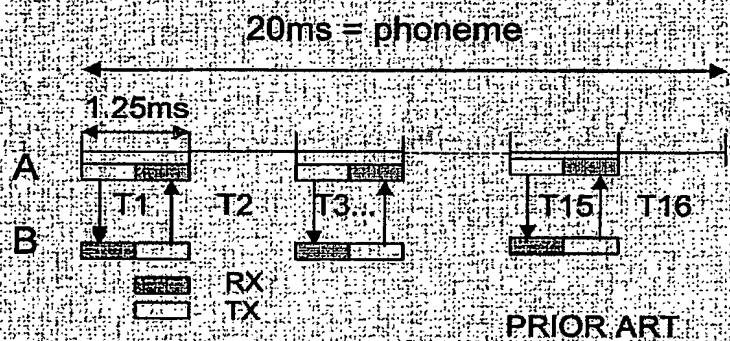 20ms = phoneme
1.25ms
A
T1 T2 T3... T15 T16
B
RX
TX
PRIOR ART